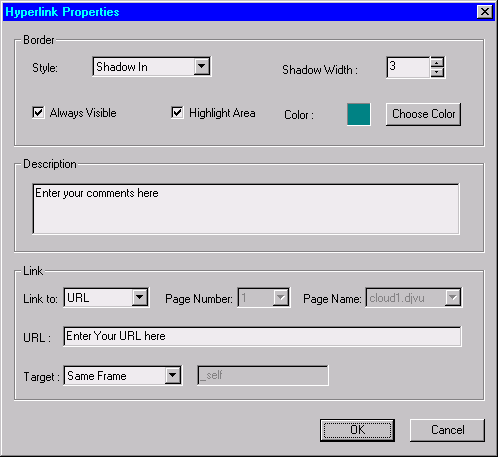 Hyperlink Properties
Border
Style: Shadow In Shadow Width : 3
Always Visible Highlight Area Color : Choose Color
Description
Enter your comments here
Link
Link to: URL Page Number: 1 Page Name: cloud1.djvu
URL : Enter Your URL here
Target : Same Frame _self
OK Cancel